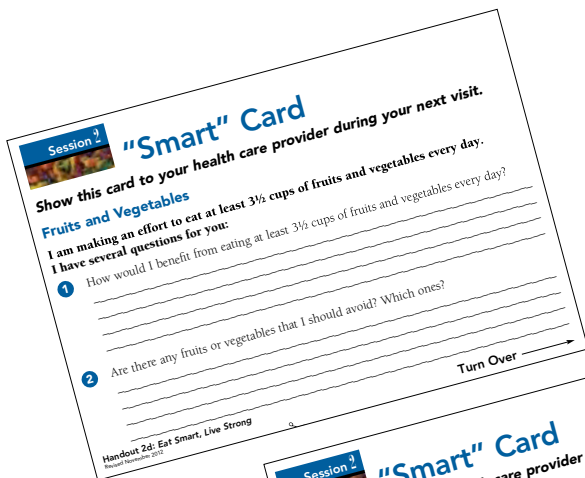 Session 2
"Smart" Card
Show this card to your health care provider during your next visit.
Fruits and Vegetables
I am making an effort to eat at least 3½ cups of fruits and vegetables every day.
I have several questions for you:
1 How would I benefit from eating at least 3½ cups of fruits and vegetables every day?
2 Are there any fruits or vegetables that I should avoid? Which ones?
Turn Over
Handout 2d: Eat Smart, Live Strong
Revised November 2012
Session 2
"Smart" Card
care provider